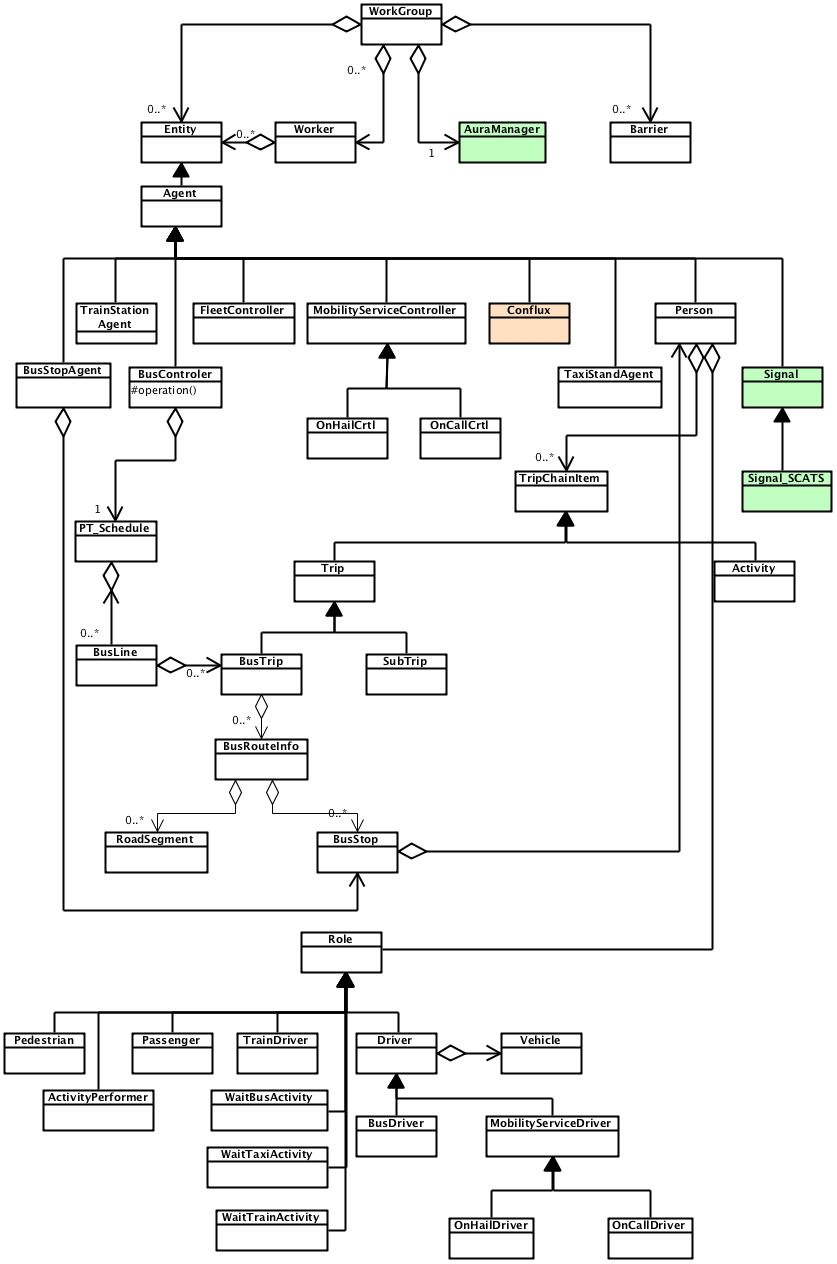 WorkGroup
0..*
0..*
0..*
Entity
0..*
Worker
AuraManager
Barrier
1
Agent
TrainStation
Agent
FleetController
MobilityServiceController
Conflux
Person
BusStopAgent
BusControler
#operation()
TaxiStandAgent
Signal
OnHailCrtl
OnCallCrtl
0..*
TripChainItem
Signal_SCATS
1
PT_Schedule
Trip
Activity
0..*
BusLine
0..*
BusTrip
SubTrip
0..*
BusRouteInfo
0..*
0..*
RoadSegment
BusStop
Role
Pedestrian
Passenger
TrainDriver
Driver
Vehicle
ActivityPerformer
WaitBusActivity
BusDriver
MobilityServiceDriver
WaitTaxiActivity
WaitTrainActivity
OnHailDriver
OnCallDriver